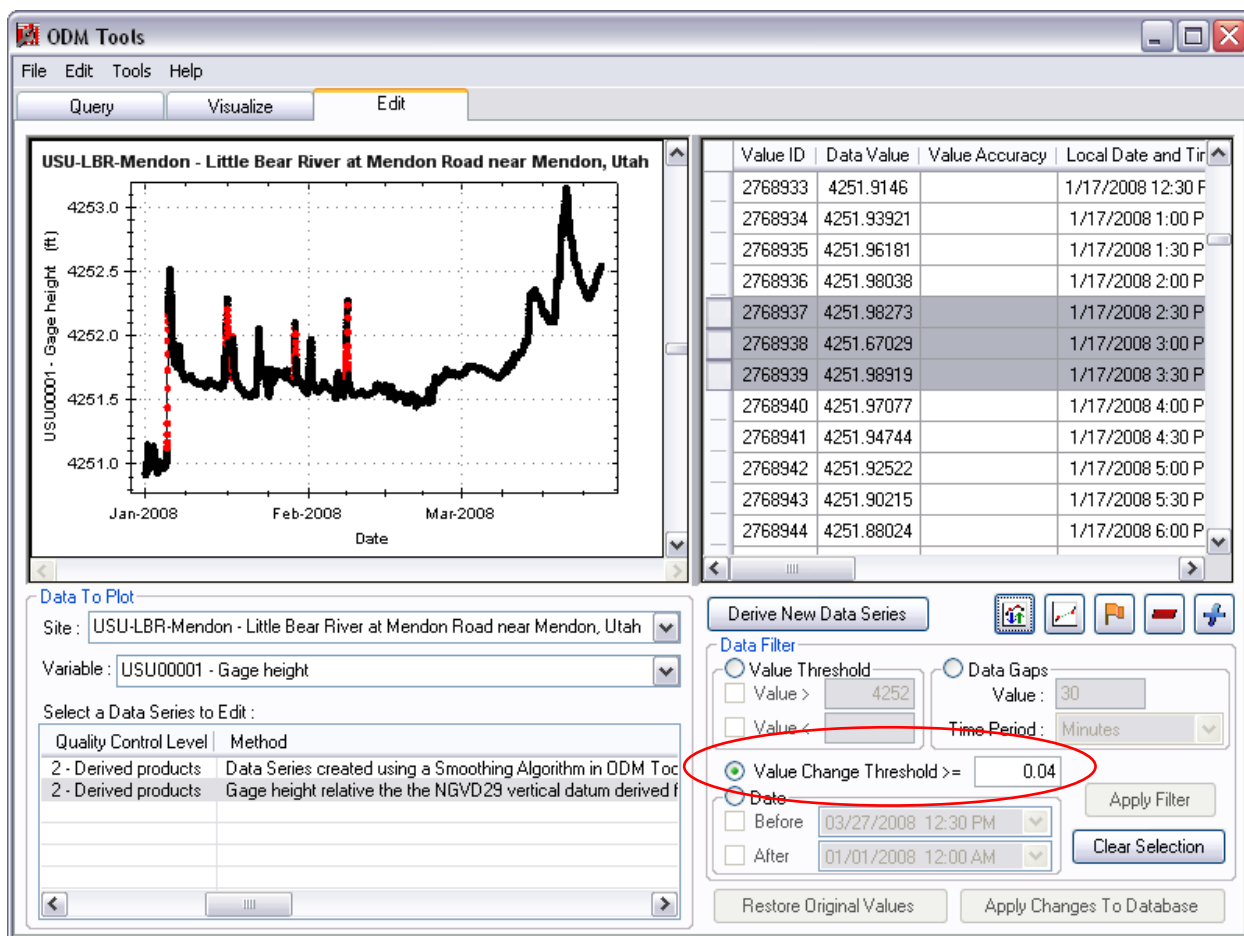 ODM Tools
File Edit Tools Help
Query Visualize Edit
USU-LBR-Mendon - Little Bear River at Mendon Road near Mendon, Utah
USU00001 - Gage height (ft)
4253.0
4252.5
4252.0
4251.5
4251.0
Jan-2008 Feb-2008 Mar-2008
Date
Value ID Data Value Value Accuracy Local Date and Tir
2768933 4251.9146 1/17/2008 12:30 P
2768934 4251.93921 1/17/2008 1:00 P
2768935 4251.96181 1/17/2008 1:30 P
2768936 4251.98038 1/17/2008 2:00 P
2768937 4251.98273 1/17/2008 2:30 P
2768938 4251.67029 1/17/2008 3:00 P
2768939 4251.98919 1/17/2008 3:30 P
2768940 4251.97077 1/17/2008 4:00 P
2768941 4251.94744 1/17/2008 4:30 P
2768942 4251.92522 1/17/2008 5:00 P
2768943 4251.90215 1/17/2008 5:30 P
2768944 4251.88024 1/17/2008 6:00 P
Data To Plot
Site : USU-LBR-Mendon - Little Bear River at Mendon Road near Mendon, Utah
Variable : USU00001 - Gage height
Select a Data Series to Edit :
Quality Control Level Method
2 - Derived products Data Series created using a Smoothing Algorithm in ODM Toc
2 - Derived products Gage height relative the the NGVD29 vertical datum derived f
Derive New Data Series
Data Filter
Value Threshold
Value > 4252
Value <
Data Gaps
Value : 30
Time Period : Minutes
Value Change Threshold >= 0.04
Date
Before 03/27/2008 12:30 PM
After 01/01/2008 12:00 AM
Apply Filter
Clear Selection
Restore Original Values
Apply Changes To Database